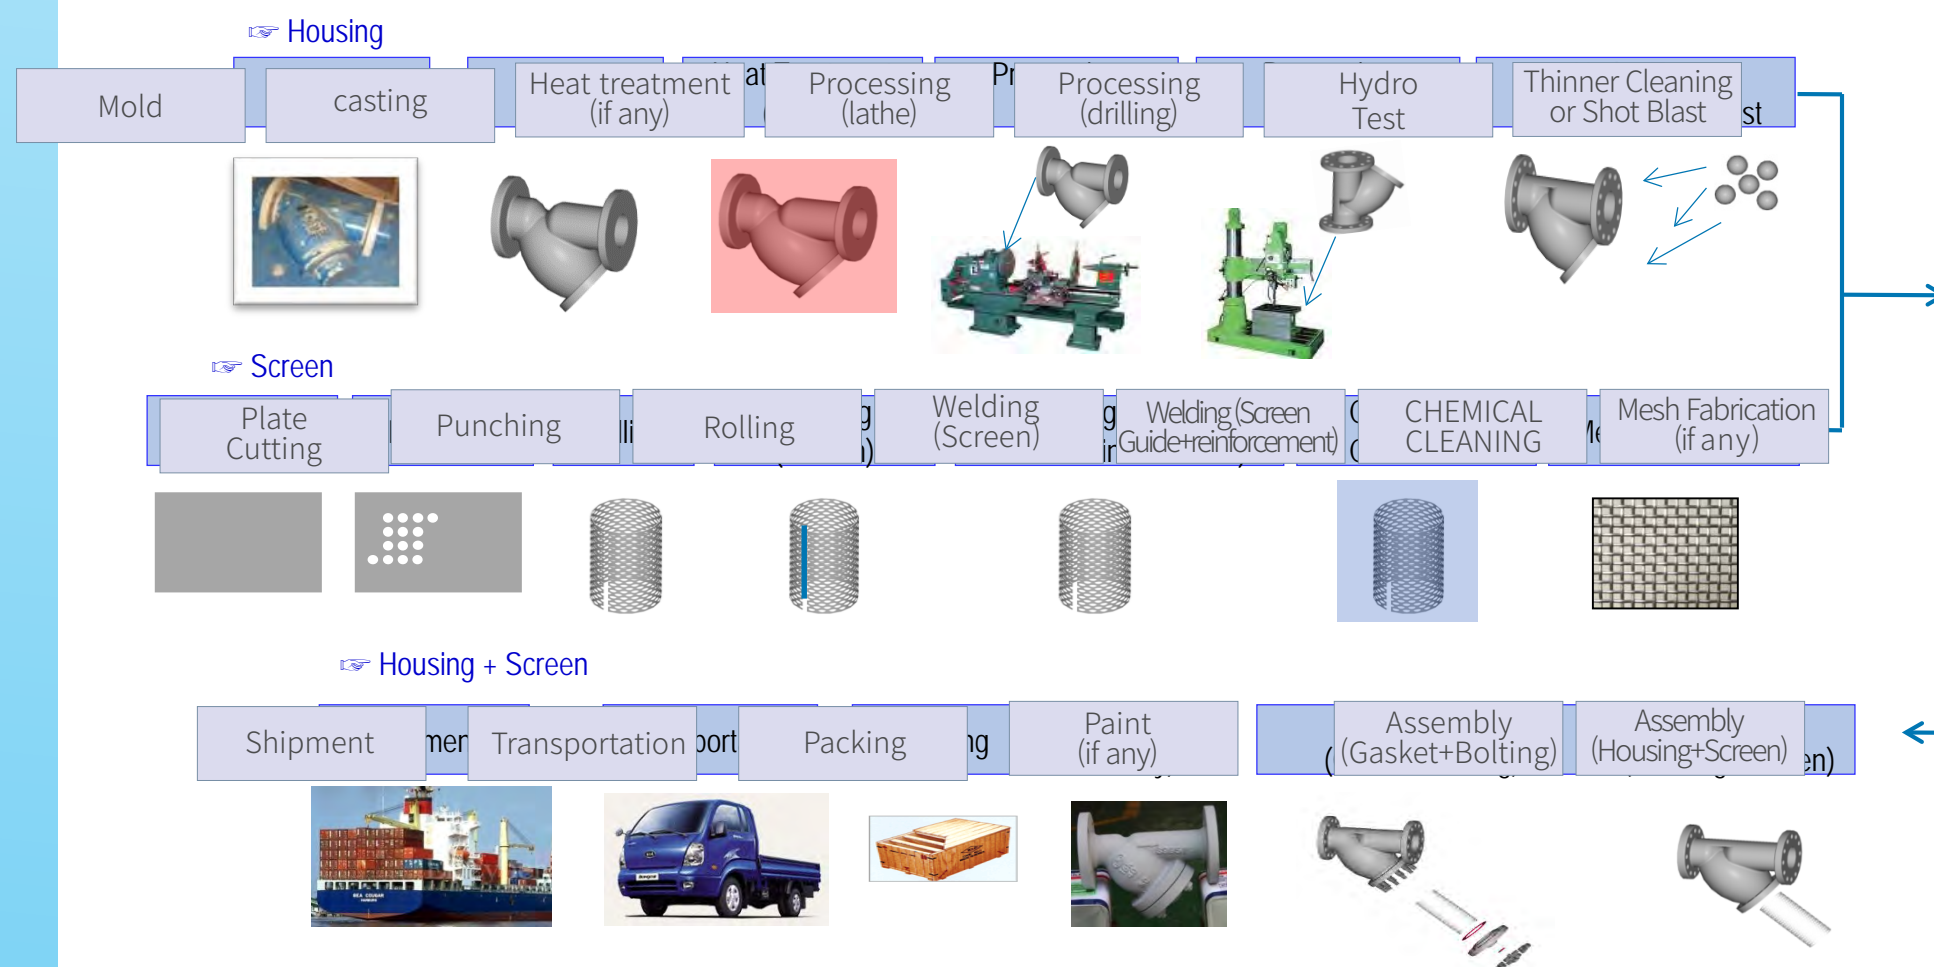 ☞ Housing
Mold
casting
Heat treatment
(if any)
Processing
(lathe)
Processing
(drilling)
Hydro
Test
Thinner Cleaning
or Shot Blast
☞ Screen
Plate
Cutting
Punching
Rolling
Welding
(Screen)
Welding (Screen
Guide+reinforcement)
CHEMICAL
CLEANING
Mesh Fabrication
(if any)
☞ Housing + Screen
Shipment
Transportation
Packing
Paint
(if any)
Assembly
(Gasket+Bolting)
Assembly
(Housing+Screen)